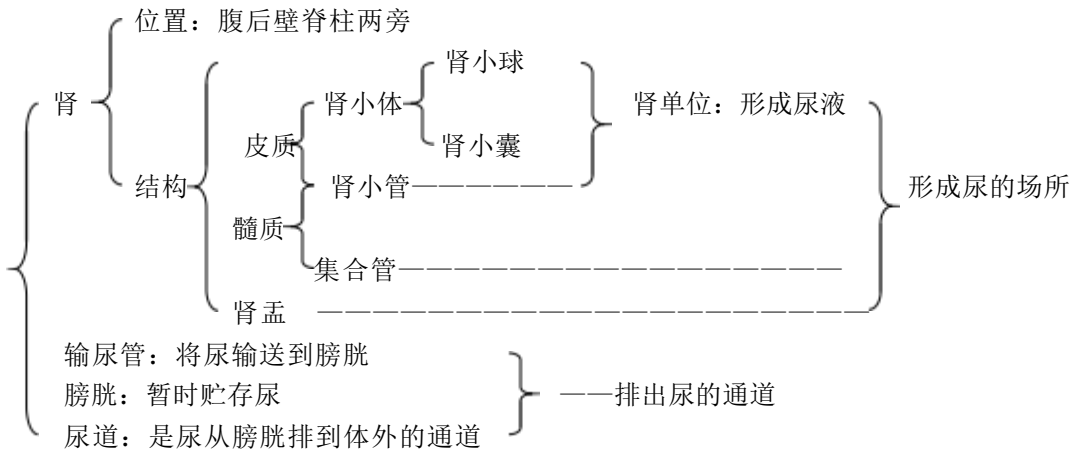 位置：腹后壁脊柱两旁
肾小球
肾 肾小体 肾单位：形成尿液
皮质 肾小囊
结构 肾小管—————— 形成尿的场所
髓质
集合管————————————————
肾盂 ————————————————————
输尿管：将尿输送到膀胱
膀胱：暂时贮存尿 ——排出尿的通道
尿道：是尿从膀胱排到体外的通道